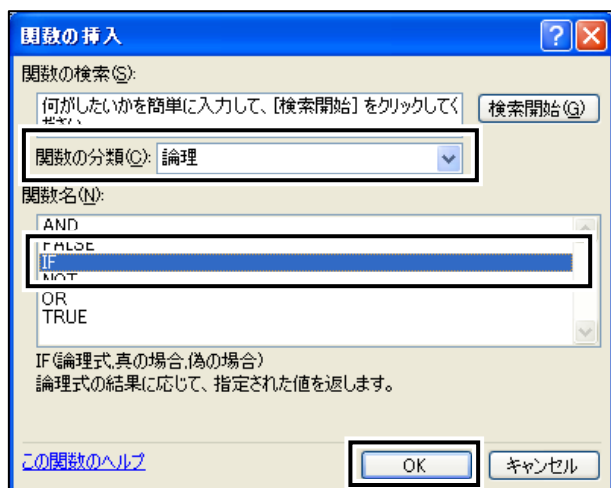 関数の挿入
関数の検索(S):
何がしたいかを簡単に入力して、[検索開始] をクリックしてく
ださい
検索開始(G)
関数の分類(C): 論理
関数名(N):
AND
FALSE
IF
NOT
OR
TRUE
IF(論理式,真の場合,偽の場合)
論理式の結果に応じて、指定された値を返します。
この関数のヘルプ
OK
キャンセル